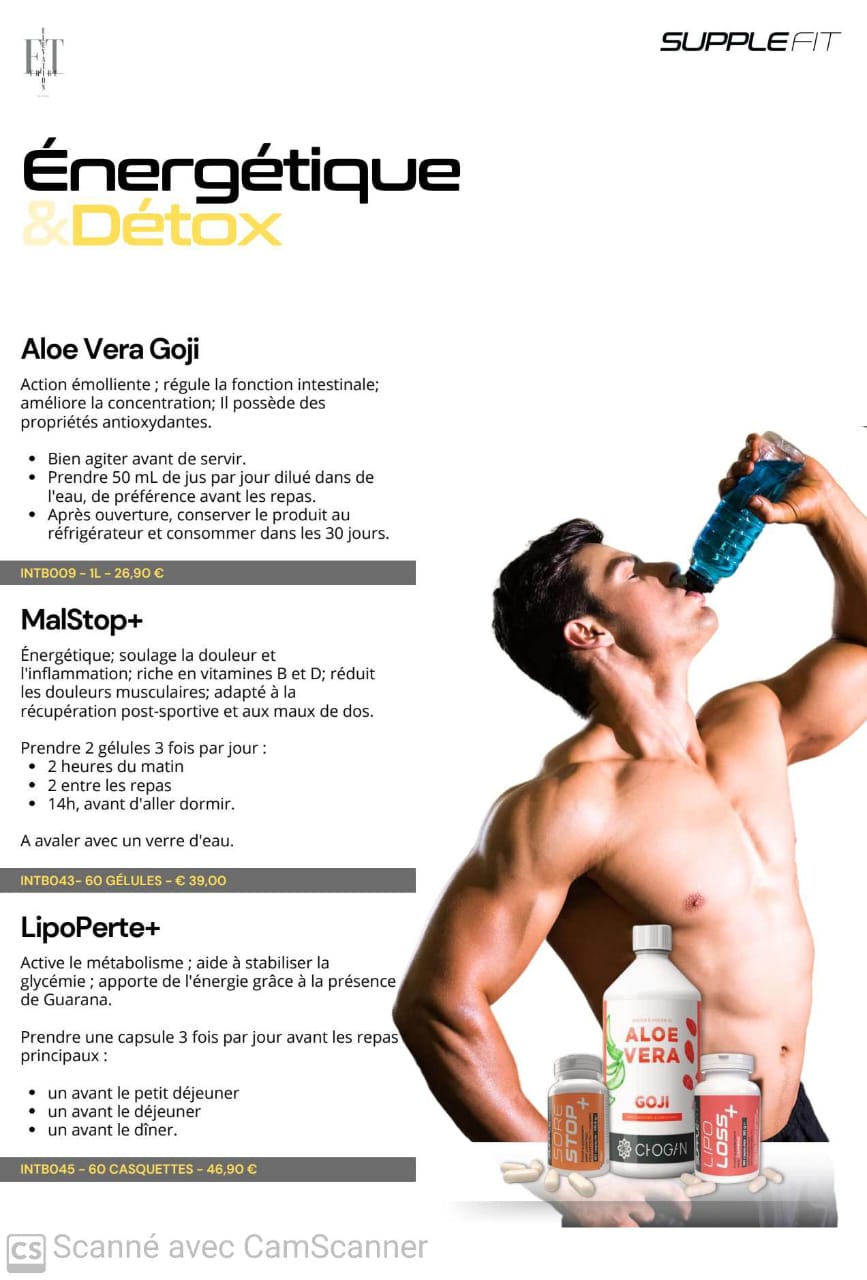 SUPPLEFIT
Énergétique
&Détox
Aloe Vera Goji
Action émolliente ; régule la fonction intestinale;
améliore la concentration; Il possède des
propriétés antioxydantes.
• Bien agiter avant de servir.
• Prendre 50 mL de jus par jour dilué dans de
l'eau, de préférence avant les repas.
• Après ouverture, conserver le produit au
réfrigérateur et consommer dans les 30 jours.
INTB009 - 1L - 26,90 €
MalStop+
Énergétique; soulage la douleur et
l'inflammation; riche en vitamines B et D; réduit
les douleurs musculaires; adapté à la
récupération post-sportive et aux maux de dos.
Prendre 2 gélules 3 fois par jour :
• 2 heures du matin
• 2 entre les repas
• 14h, avant d'aller dormir.
A avaler avec un verre d'eau.
INTB043- 60 GÉLULES - € 39,00
LipoPerte+
Active le métabolisme ; aide à stabiliser la
glycémie ; apporte de l'énergie grâce à la présence
de Guarana.
Prendre une capsule 3 fois par jour avant les repas
principaux :
• un avant le petit déjeuner
• un avant le déjeuner
• un avant le dîner.
INTB045 - 60 CASQUETTES - 46,90 €
ALOE
VERA
GOJI
CHOGAN
SORE
STOP+
LIPO
LOSS+
CS Scanné avec CamScanner